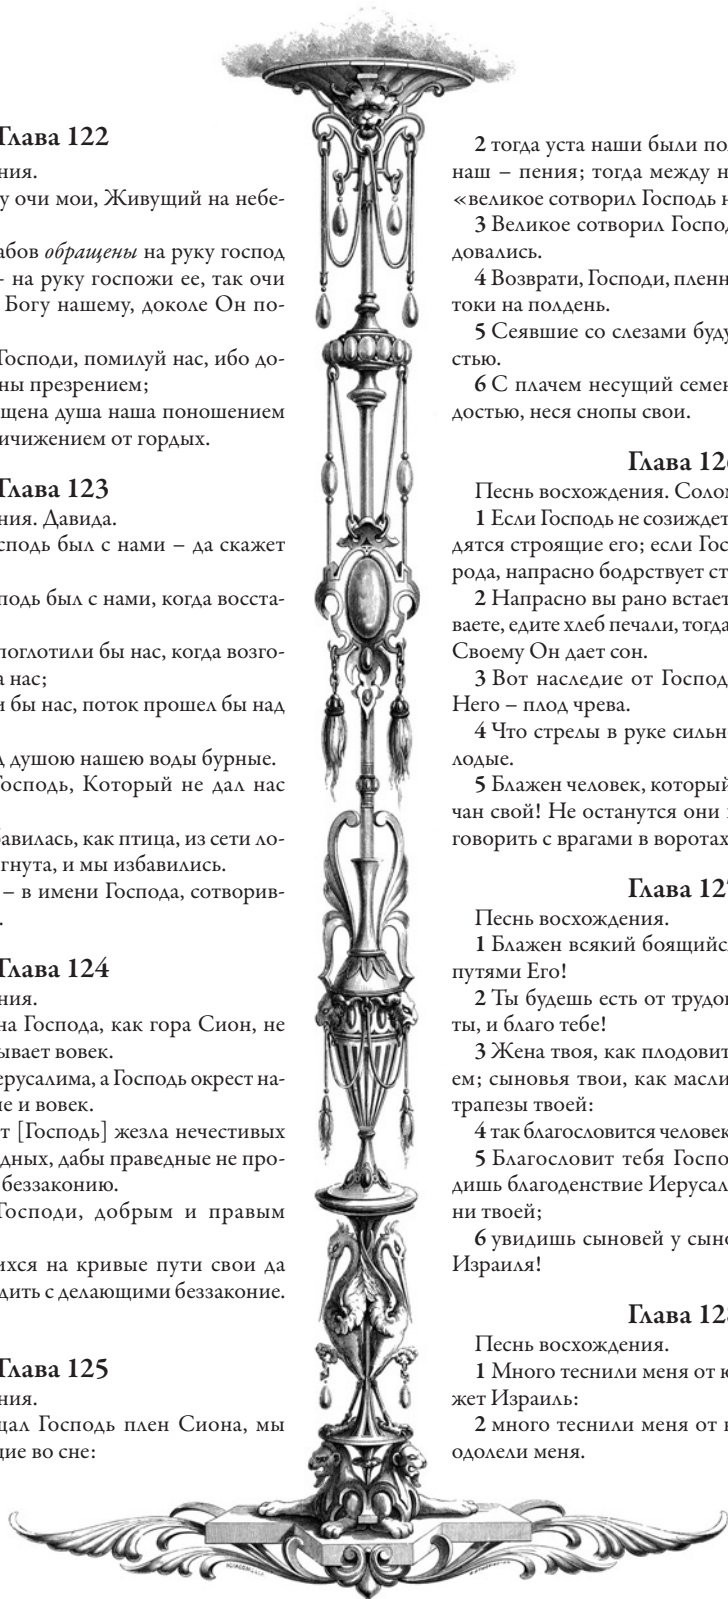 Глава 122
ния.
у очи мои, Живущий на небе-
абов обращены на руку господ
– на руку госпожи ее, так очи
Богу нашему, доколе Он по-
Господи, помилуй нас, ибо до-
ны презрением;
щена душа наша поношением
ичижением от гордых.
Глава 123
ния. Давида.
сподь был с нами – да скажет
подь был с нами, когда восста-
поглотили бы нас, когда возго-
а нас;
и бы нас, поток прошел бы над
д душою нашею воды бурные.
Господь, Который не дал нас
бавилась, как птица, из сети ло-
ргнута, и мы избавились.
– в имени Господа, сотворив-
.
Глава 124
ния.
на Господа, как гора Сион, не
ывает вовек.
ерусалима, а Господь окрест на-
не и вовек.
т [Господь] жезла нечестивых
дных, дабы праведные не про-
беззаконию.
Господи, добрым и правым
ихся на кривые пути свои да
дить с делающими беззаконие.
Глава 125
ния.
щал Господь плен Сиона, мы
щие во сне:
2 тогда уста наши были по
наш – пения; тогда между н
«великое сотворил Господь н
3 Великое сотворил Господ
довались.
4 Возврати, Господи, пленн
токи на полдень.
5 Сеявшие со слезами буду
стью.
6 С плачем несущий семен
достью, неся снопы свои.
Глава 12
Песнь восхождения. Солом
1 Если Господь не созиждет
дятся строящие его; если Гос
рода, напрасно бодрствует ст
2 Напрасно вы рано встает
ваете, едите хлеб печали, тогда
Своему Он дает сон.
3 Вот наследие от Господ
Него – плод чрева.
4 Что стрелы в руке сильн
лодые.
5 Блажен человек, который
чан свой! Не останутся они
говорить с врагами в воротах
Глава 12
Песнь восхождения.
1 Блажен всякий боящийс
путями Его!
2 Ты будешь есть от трудо
ты, и благо тебе!
3 Жена твоя, как плодовит
ем; сыновья твои, как масли
трапезы твоей:
4 так благословится человек
5 Благословит тебя Госпо
дишь благоденствие Иерусал
ни твоей;
6 увидишь сыновей у сыно
Израиля!
Глава 12
Песнь восхождения.
1 Много теснили меня от ю
жет Израиль:
2 много теснили меня от
одолели меня.